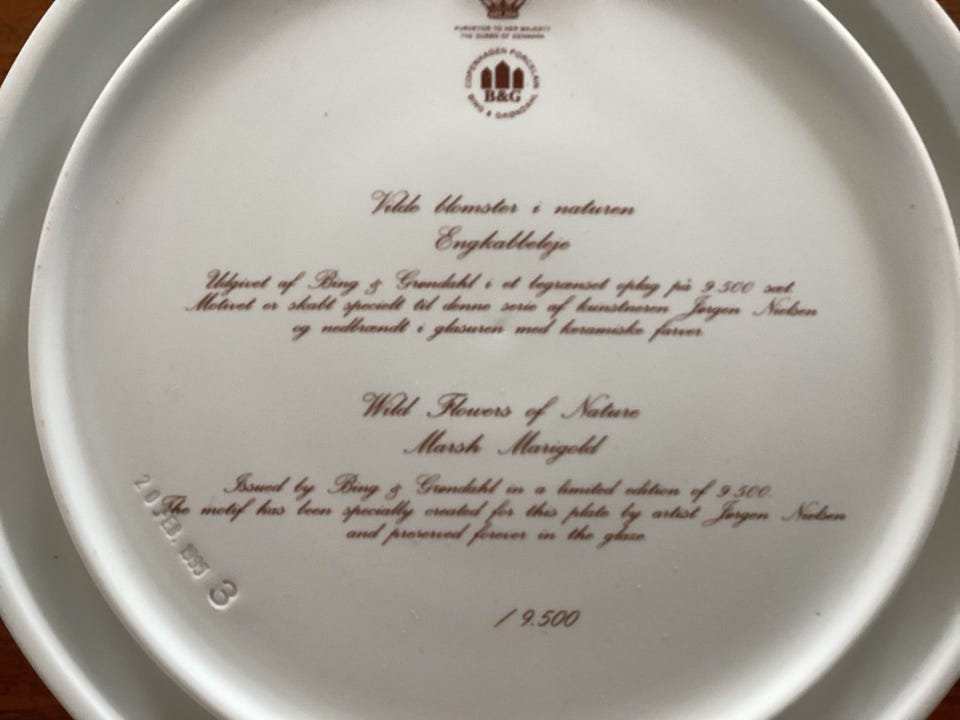 PURVEYOR TO HER MAJESTY
THE QUEEN OF DENMARK
COPENHAGEN PORCELAIN
B&G
BING & GRØNDAHL
Vilde blomster i naturen
Engkabbeleje
Udgivet af Bing & Grøndahl i et begrænset oplag på 9.500 sæt.
Motivet er skabt specielt til denne serie af kunstneren Jørgen Nielsen
og nedbrændt i glasuren med keramiske farver.
Wild Flowers of Nature
Marsh Marigold
Issued by Bing & Grøndahl in a limited edition of 9.500.
The motif has been specially created for this plate by artist Jørgen Nielsen
and preserved forever in the glaze.
3
/ 9.500